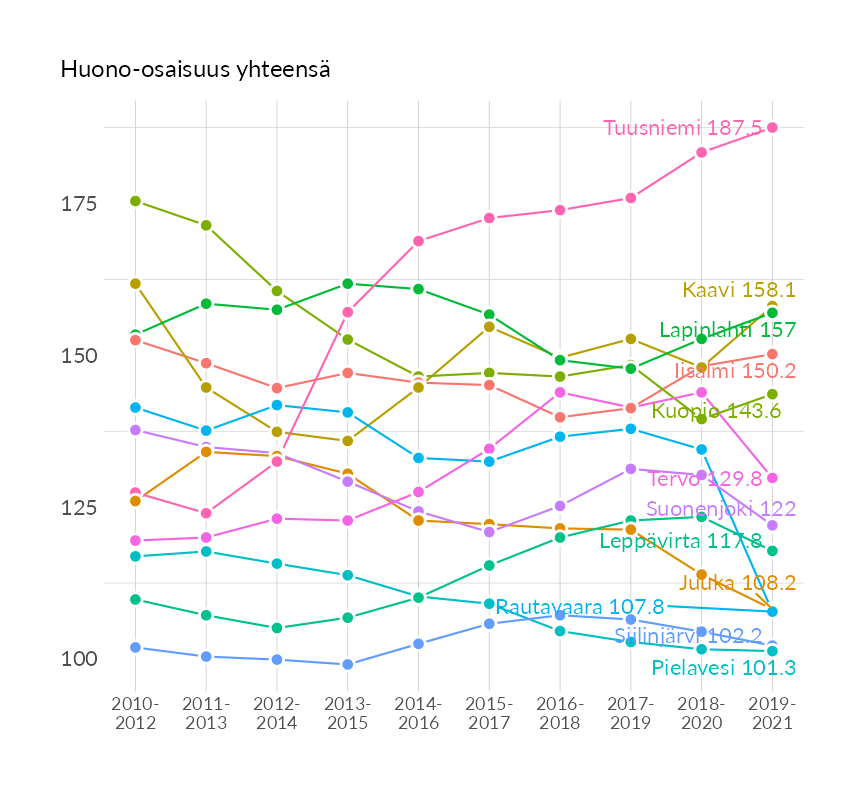 Huono-osaisuus yhteensä
Tuusniemi 187.5
175
Kaavi 158.1
Lapinlahti 157
150
Iisalmi 150.2
Kuopio 143.6
Tervo 129.8
125
Suonenjoki 122
Leppävirta 117.8
Juuka 108.2
Rautavaara 107.8
Siilinjärvi 102.2
100
Pielavesi 101.3
2010- 2011- 2012- 2013- 2014- 2015- 2016- 2017- 2018- 2019-
2012 2013 2014 2015 2016 2017 2018 2019 2020 2021